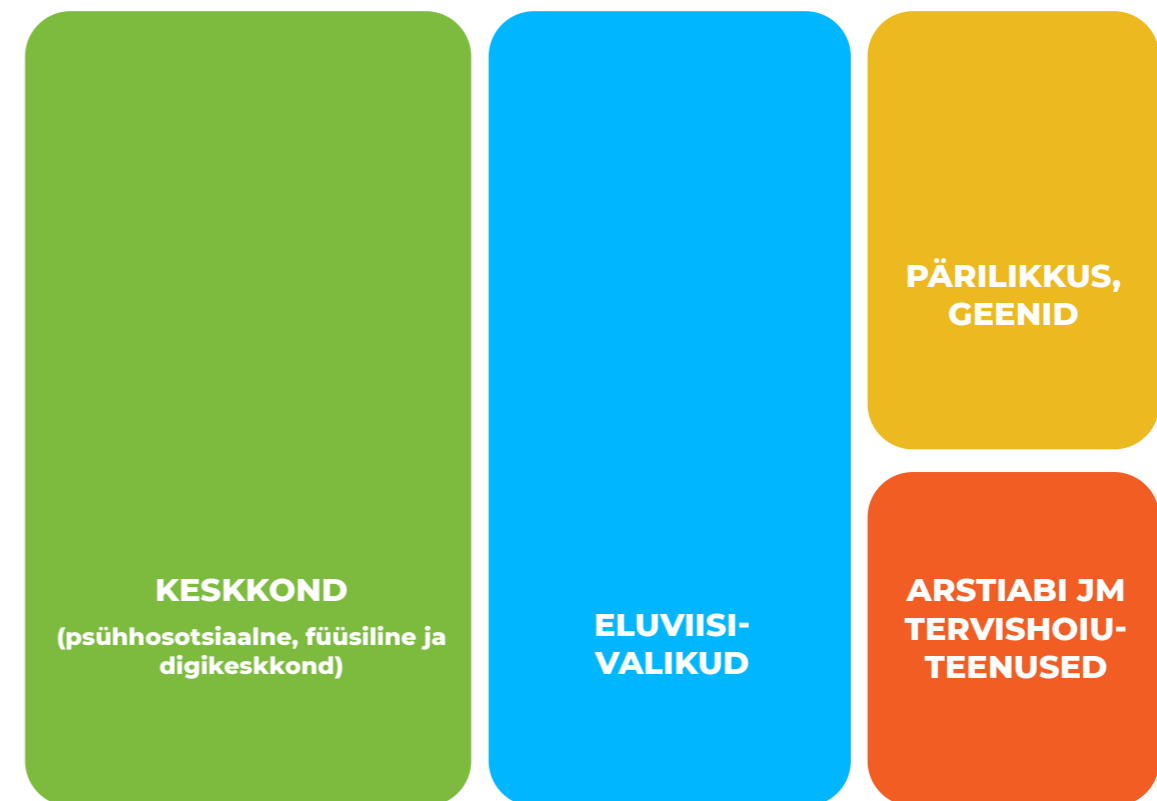 KESKKOND
(psühhosotsiaalne, füüsiline ja
digikeskkond)
ELUVIISI-
VALIKUD
PÄRILIKKUS,
GEENID
ARSTIABI JM
TERVISHOIU-
TEENUSED